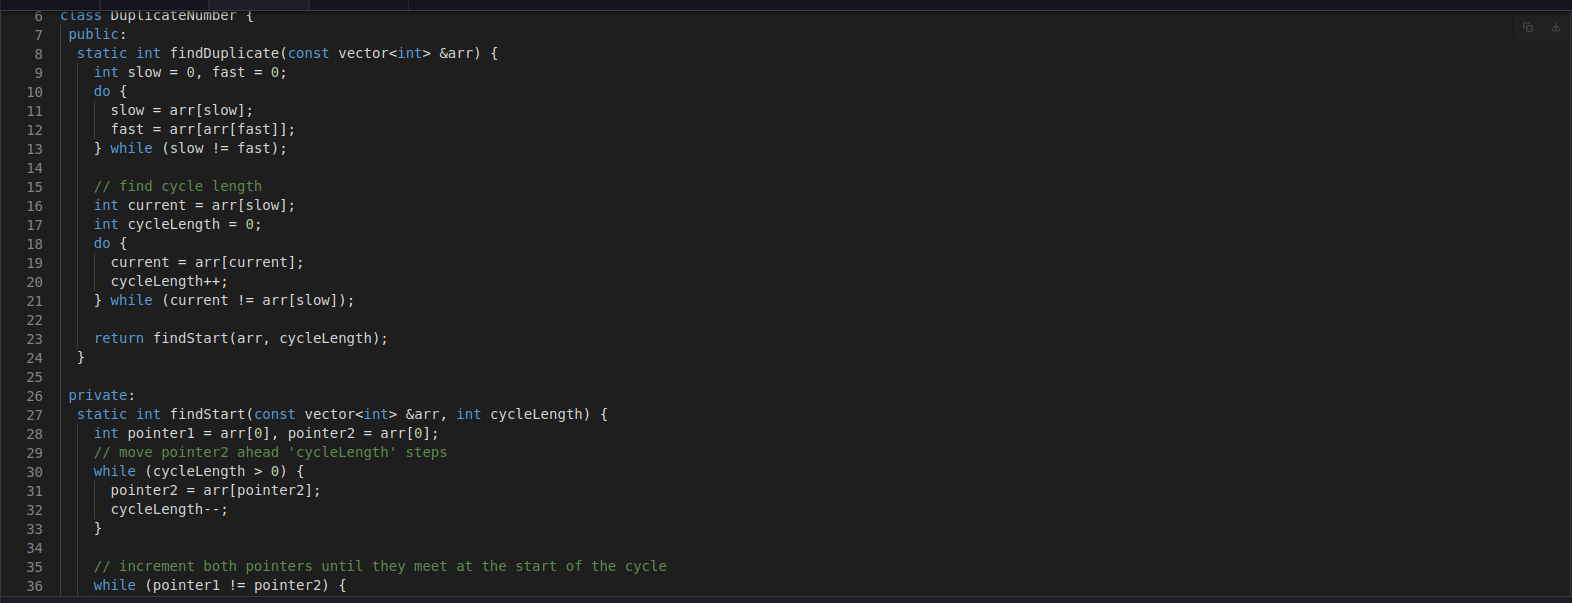 6 class DuplicateNumber {
7 public:
8 static int findDuplicate(const vector<int> &arr) {
9 int slow = 0, fast = 0;
10 do {
11 slow = arr[slow];
12 fast = arr[arr[fast]];
13 } while (slow != fast);
14
15 // find cycle length
16 int current = arr[slow];
17 int cycleLength = 0;
18 do {
19 current = arr[current];
20 cycleLength++;
21 } while (current != arr[slow]);
22
23 return findStart(arr, cycleLength);
24 }
25
26 private:
27 static int findStart(const vector<int> &arr, int cycleLength) {
28 int pointer1 = arr[0], pointer2 = arr[0];
29 // move pointer2 ahead 'cycleLength' steps
30 while (cycleLength > 0) {
31 pointer2 = arr[pointer2];
32 cycleLength--;
33 }
34
35 // increment both pointers until they meet at the start of the cycle
36 while (pointer1 != pointer2) {